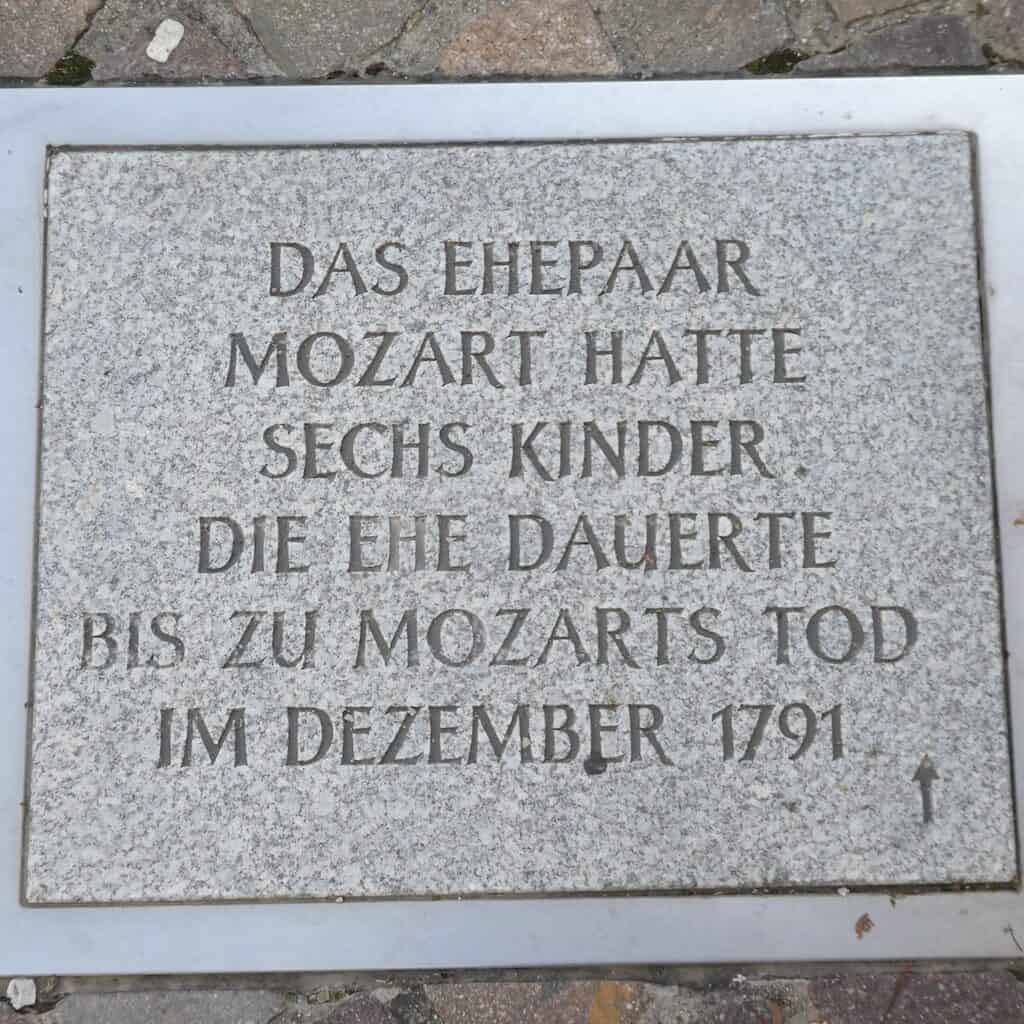 DAS EHEPAAR
MOZART HATTE
SECHS KINDER.
DIE EHE DAUERTE
BIS ZU MOZARTS TOD
IM DEZEMBER 1791